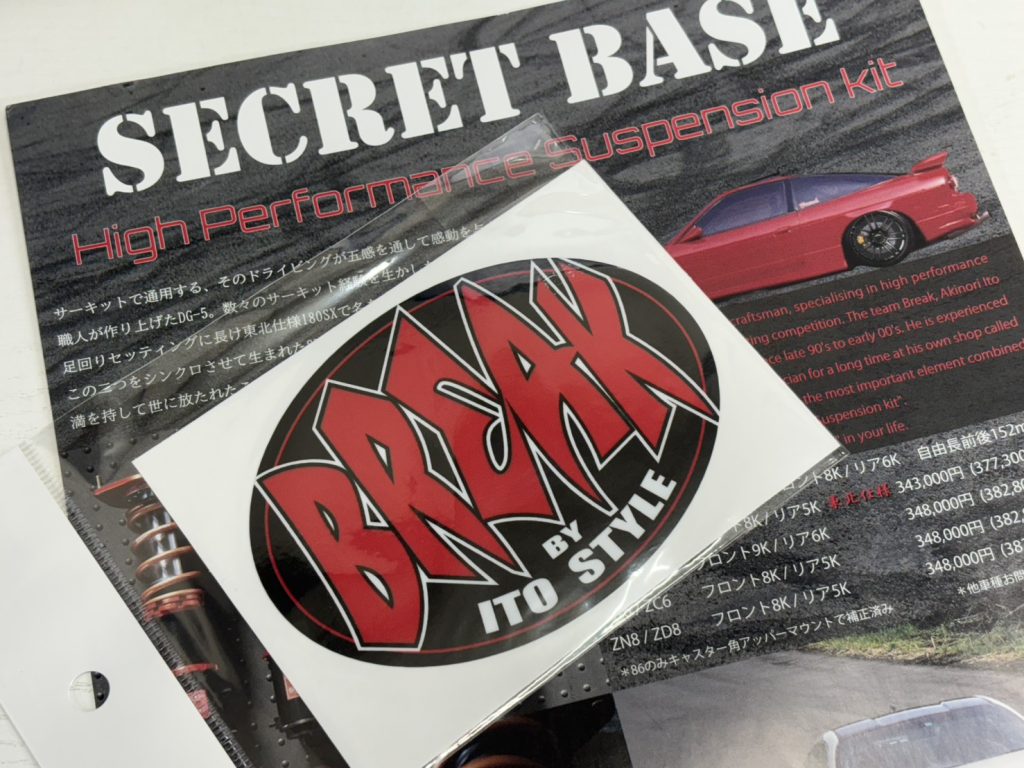 SECRET BASE
High Performance Suspension kit
サーキットで通用する、そのドライビングが五感を通して感動を
職人が作り上げたDG-5。数々のサーキット経験を生かし
足回りセッティングに長け東北仕様180SXで名
この二つをシンクロさせて生まれた
満を持して世に放たれた
craftsman, specialising in high performance
competition. The team Break, Akinori Ito
late 90's to early 00's. He is experienced
for a long time at his own shop called
the most important element combined
suspension kit".
in your life.
BREAK
BY
ITO STYLE
フロント8K / リア6K 自由長前後152m
8K / リア5K 東北仕様 343,000円 (377,300
フロント9K / リア6K 348,000円 (382,80
ZC6 フロント8K / リア5K 348,000円 (382,
ZN8 / ZD8 フロント8K / リア5K 348,000円 (3
*86のみキャスター角アッパーマウントで補正済み
*他車種お問